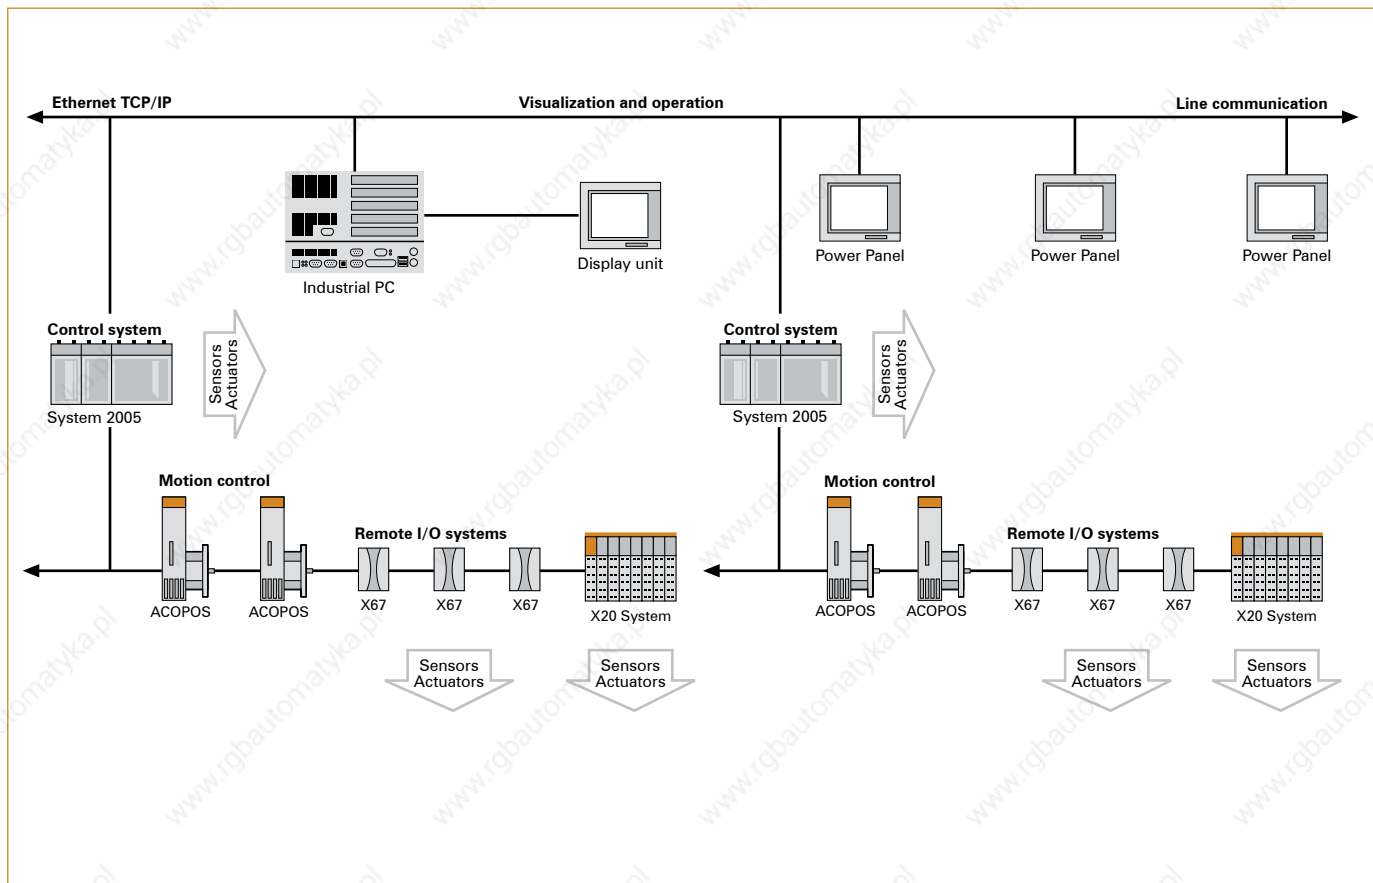 Ethernet TCP/IP
Visualization and operation
Line communication
Industrial PC
Display unit
Power Panel
Power Panel
Power Panel
Control system
Sensors
Actuators
System 2005
Control system
Sensors
Actuators
System 2005
Motion control
ACOPOS
ACOPOS
Remote I/O systems
X67
X67
X67
X20 System
Sensors
Actuators
Sensors
Actuators
Motion control
ACOPOS
ACOPOS
Remote I/O systems
X67
X67
X67
X20 System
Sensors
Actuators
Sensors
Actuators
www.rgbautomatyka.pl